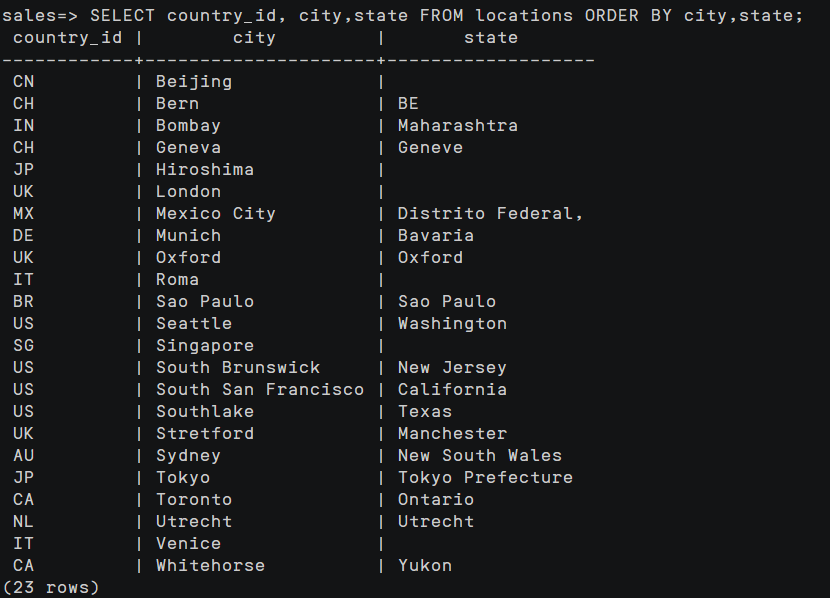 sales=> SELECT country_id, city,state FROM locations ORDER BY city,state;
 country_id |        city         |       state
------------+---------------------+-------------------
 CN         | Beijing             |
 CH         | Bern                | BE
 IN         | Bombay              | Maharashtra
 CH         | Geneva              | Geneve
 JP         | Hiroshima           |
 UK         | London              |
 MX         | Mexico City         | Distrito Federal,
 DE         | Munich              | Bavaria
 UK         | Oxford              | Oxford
 IT         | Roma                |
 BR         | Sao Paulo           | Sao Paulo
 US         | Seattle             | Washington
 SG         | Singapore           |
 US         | South Brunswick     | New Jersey
 US         | South San Francisco | California
 US         | Southlake           | Texas
 UK         | Stretford           | Manchester
 AU         | Sydney              | New South Wales
 JP         | Tokyo               | Tokyo Prefecture
 CA         | Toronto             | Ontario
 NL         | Utrecht             | Utrecht
 IT         | Venice              |
 CA         | Whitehorse          | Yukon
(23 rows)